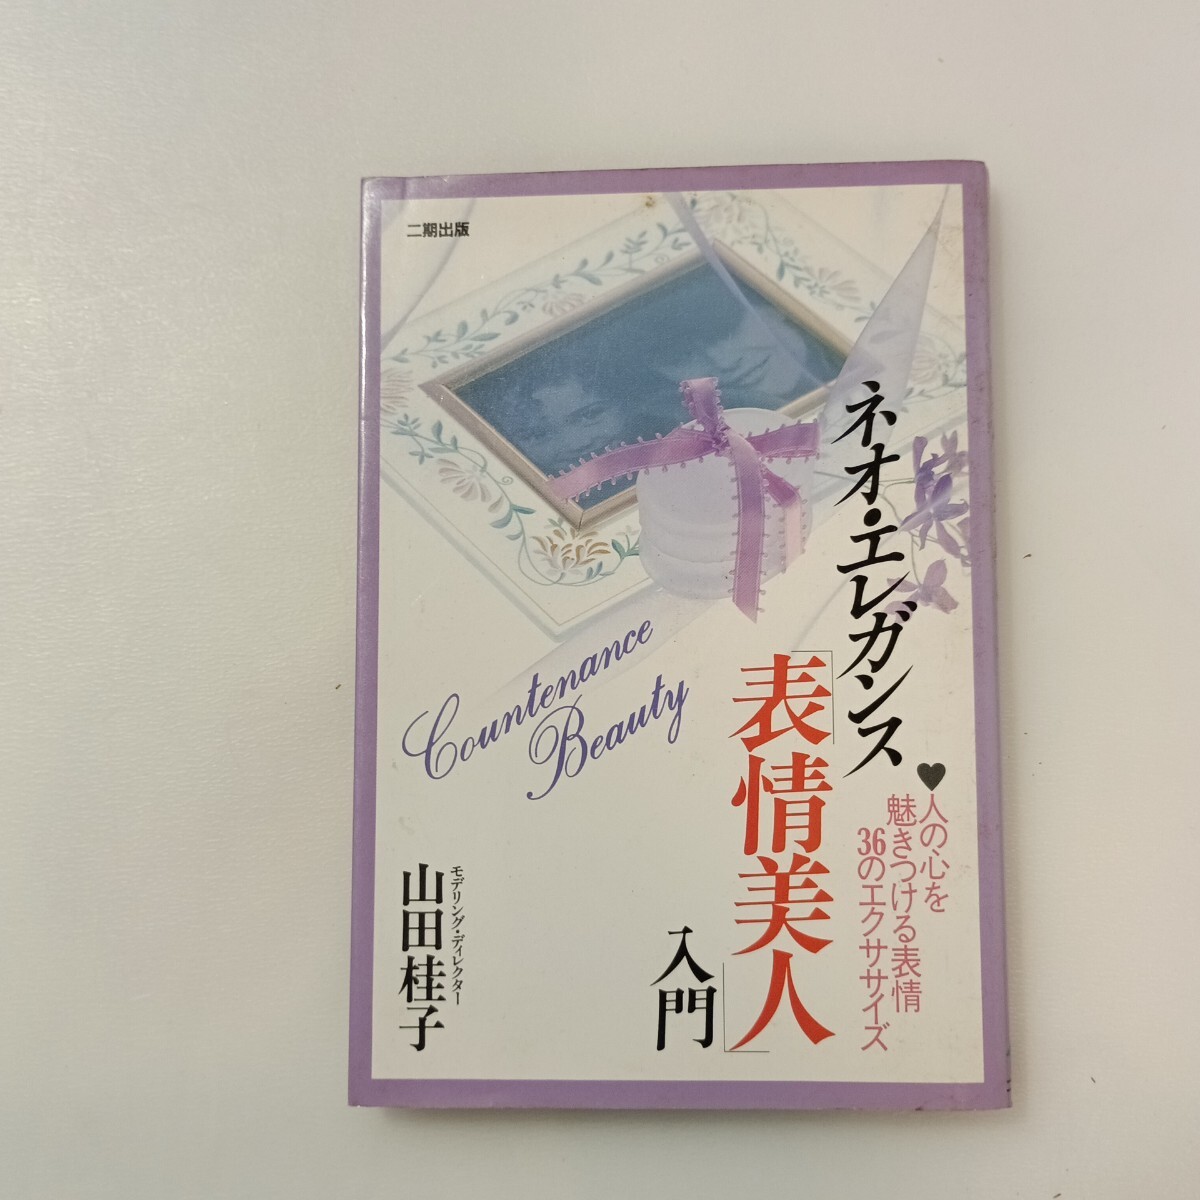 二期出版
ネオ・エレガンス
「表情美人」
入門
♥人の心を
魅きつける表情
36のエクササイズ
Countenance
Beauty
モデリング・ディレクター
山田桂子